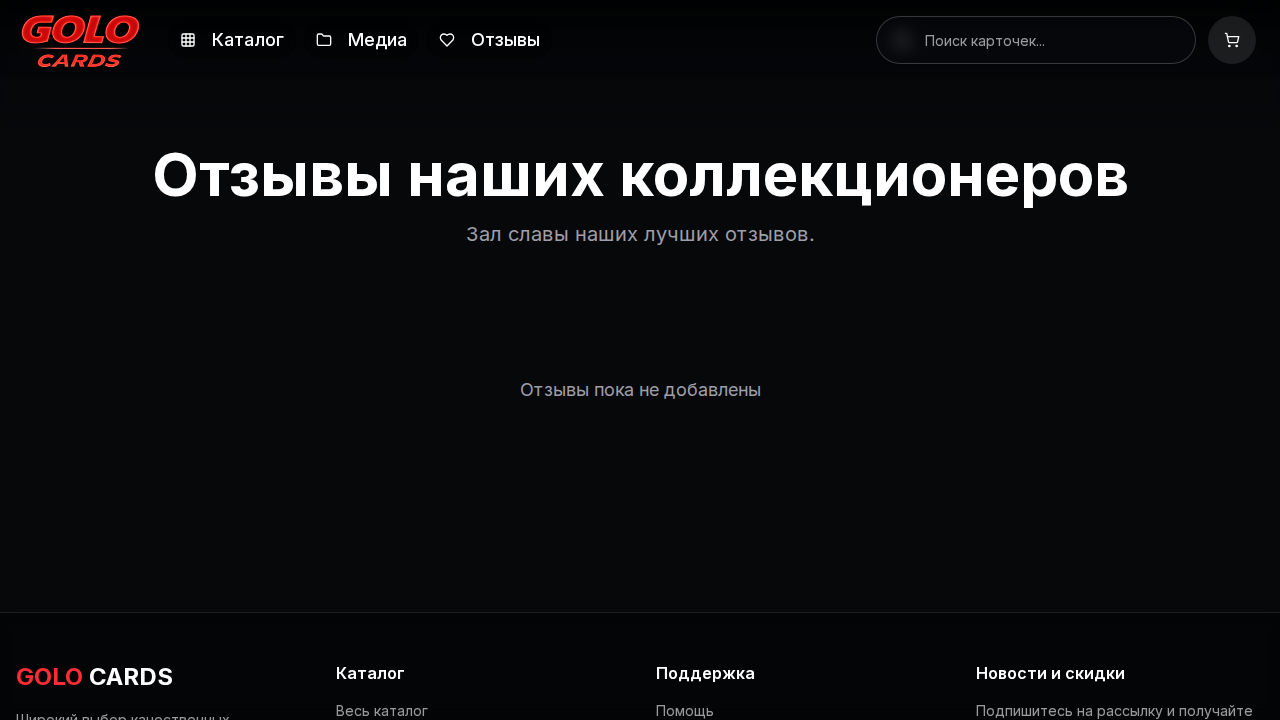 GOLO
CARDS
Каталог
Медиа
Отзывы
Поиск карточек...
Отзывы наших коллекционеров
Зал славы наших лучших отзывов.
Отзывы пока не добавлены
GOLO CARDS
Каталог
Поддержка
Новости и скидки
Широкий выбор качественных
Весь каталог
Помощь
Подпишитесь на рассылку и получайте